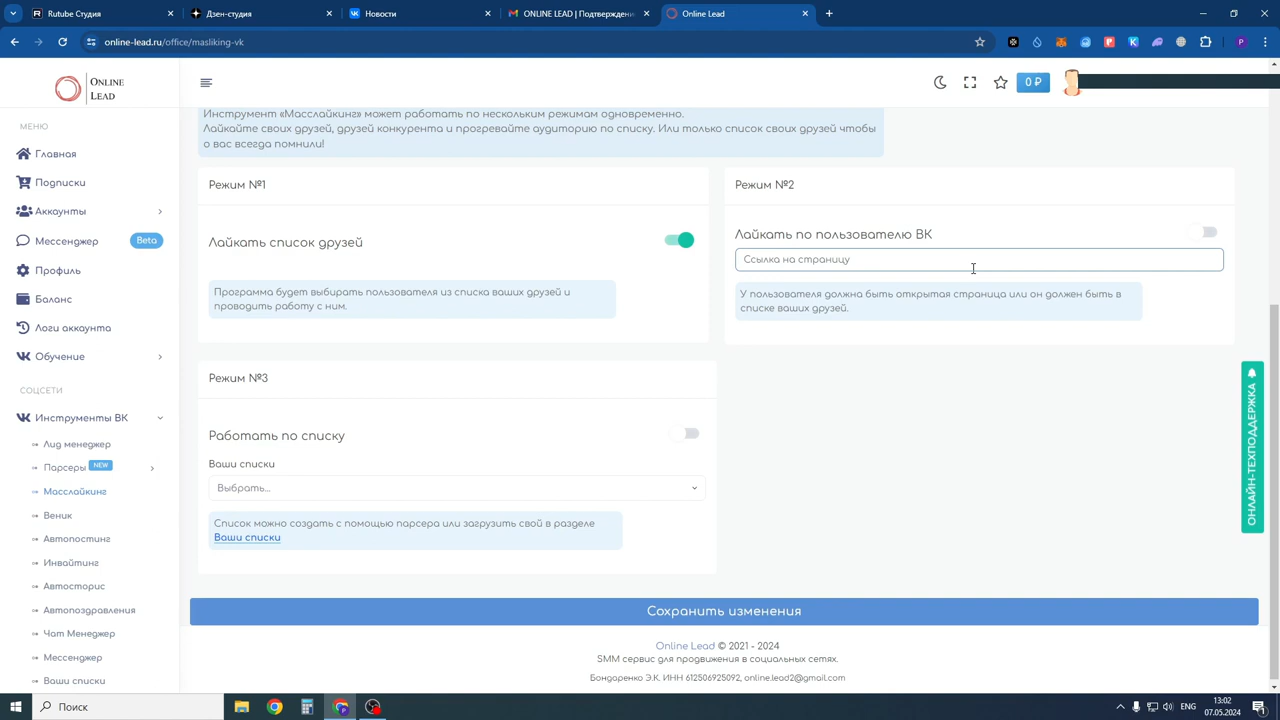 Rutube Студия
Дзен-студия
Новости
ONLINE LEAD | Подтверждени
Online Lead
online-lead.ru/office/masliking-vk
ONLINE
LEAD
0 ₽
МЕНЮ
Главная
Подписки
Аккаунты
Мессенджер Beta
Профиль
Баланс
Логи аккаунта
Обучение
СОЦСЕТИ
Инструменты ВК
Лид менеджер
Парсеры NEW
Масслайкинг
Веник
Автопостинг
Инвайтинг
Автосторис
Автопоздравления
Чат Менеджер
Мессенджер
Ваши списки
Инструмент «Масслайкинг» может работать по нескольким режимам одновременно.
Лайкайте своих друзей, друзей конкурента и прогревайте аудиторию по списку. Или только список своих друзей чтобы
о вас всегда помнили!
Режим №1
Лайкать список друзей
Программа будет выбирать пользователя из списка ваших друзей и
проводить работу с ним.
Режим №2
Лайкать по пользователю ВК
Ссылка на страницу
У пользователя должна быть открытая страница или он должен быть в
списке ваших друзей.
Режим №3
Работать по списку
Ваши списки
Выбрать...
Список можно создать с помощью парсера или загрузить свой в разделе
Ваши списки
Сохранить изменения
Online Lead © 2021 - 2024
SMM сервис для продвижения в социальных сетях.
Бондаренко Э.К. ИНН 612506925092, online.lead2@gmail.com
ОНЛАЙН-ТЕХПОДДЕРЖКА
Поиск
ENG
13:02
07.05.2024